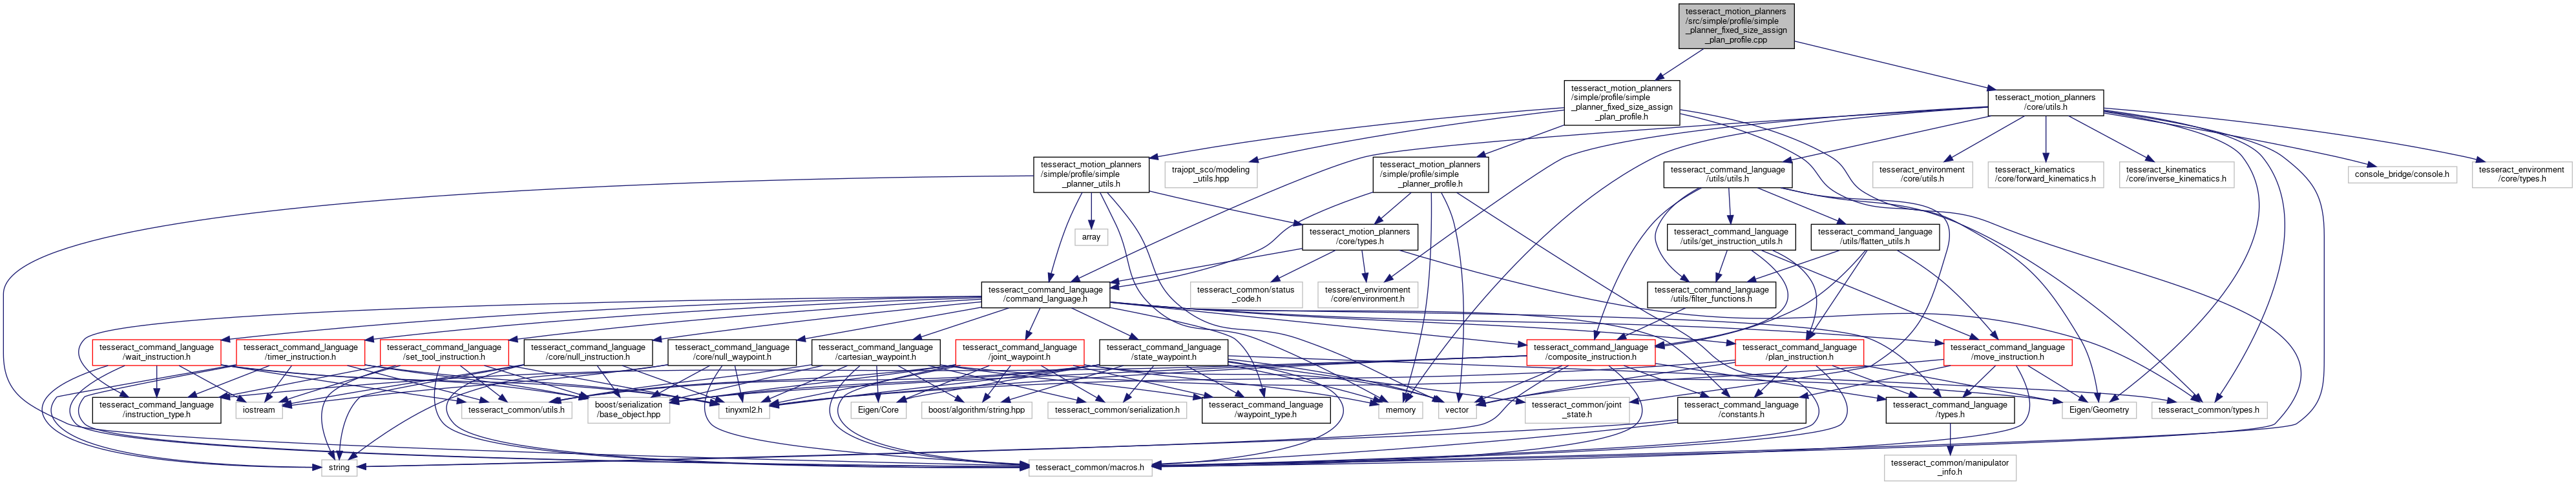 tesseract_motion_planners
/src/simple/profile/simple
_planner_fixed_size_assign
_plan_profile.cpp
tesseract_motion_planners
/simple/profile/simple
_planner_fixed_size_assign
_plan_profile.h
tesseract_motion_planners
/core/utils.h
tesseract_motion_planners
/simple/profile/simple
_planner_utils.h
trajopt_sco/modeling
_utils.hpp
tesseract_motion_planners
/simple/profile/simple
_planner_profile.h
tesseract_command_language
/utils/utils.h
tesseract_environment
/core/utils.h
tesseract_kinematics
/core/forward_kinematics.h
tesseract_kinematics
/core/inverse_kinematics.h
console_bridge/console.h
tesseract_environment
/core/types.h
array
tesseract_motion_planners
/core/types.h
tesseract_command_language
/utils/get_instruction_utils.h
tesseract_command_language
/utils/flatten_utils.h
tesseract_command_language
/command_language.h
tesseract_common/status
_code.h
tesseract_environment
/core/environment.h
tesseract_command_language
/utils/filter_functions.h
tesseract_command_language
/wait_instruction.h
tesseract_command_language
/timer_instruction.h
tesseract_command_language
/set_tool_instruction.h
tesseract_command_language
/core/null_instruction.h
tesseract_command_language
/core/null_waypoint.h
tesseract_command_language
/cartesian_waypoint.h
tesseract_command_language
/joint_waypoint.h
tesseract_command_language
/state_waypoint.h
tesseract_command_language
/composite_instruction.h
tesseract_command_language
/plan_instruction.h
tesseract_command_language
/move_instruction.h
tesseract_command_language
/instruction_type.h
iostream
tesseract_common/utils.h
boost/serialization
/base_object.hpp
tinyxml2.h
Eigen/Core
boost/algorithm/string.hpp
tesseract_common/serialization.h
tesseract_command_language
/waypoint_type.h
memory
vector
tesseract_common/joint
_state.h
tesseract_command_language
/constants.h
tesseract_command_language
/types.h
Eigen/Geometry
tesseract_common/types.h
string
tesseract_common/macros.h
tesseract_common/manipulator
_info.h